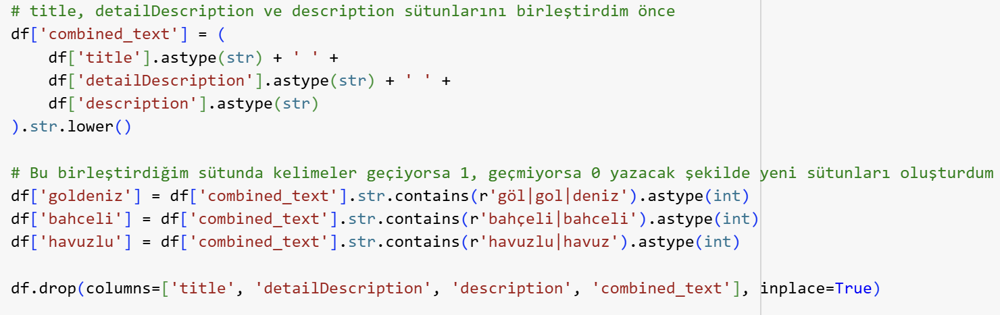 # title, detailDescription ve description sütunlarını birleştirdim önce
df['combined_text'] = (
    df['title'].astype(str) + ' ' +
    df['detailDescription'].astype(str) + ' ' +
    df['description'].astype(str)
).str.lower()

# Bu birleştirdiğim sütunda kelimeler geçiyorsa 1, geçmiyorsa 0 yazacak şekilde yeni sütunları oluşturdum
df['goldeniz'] = df['combined_text'].str.contains(r'göl|gol|deniz').astype(int)
df['bahceli'] = df['combined_text'].str.contains(r'bahçeli|bahceli').astype(int)
df['havuzlu'] = df['combined_text'].str.contains(r'havuzlu|havuz').astype(int)

df.drop(columns=['title', 'detailDescription', 'description', 'combined_text'], inplace=True)